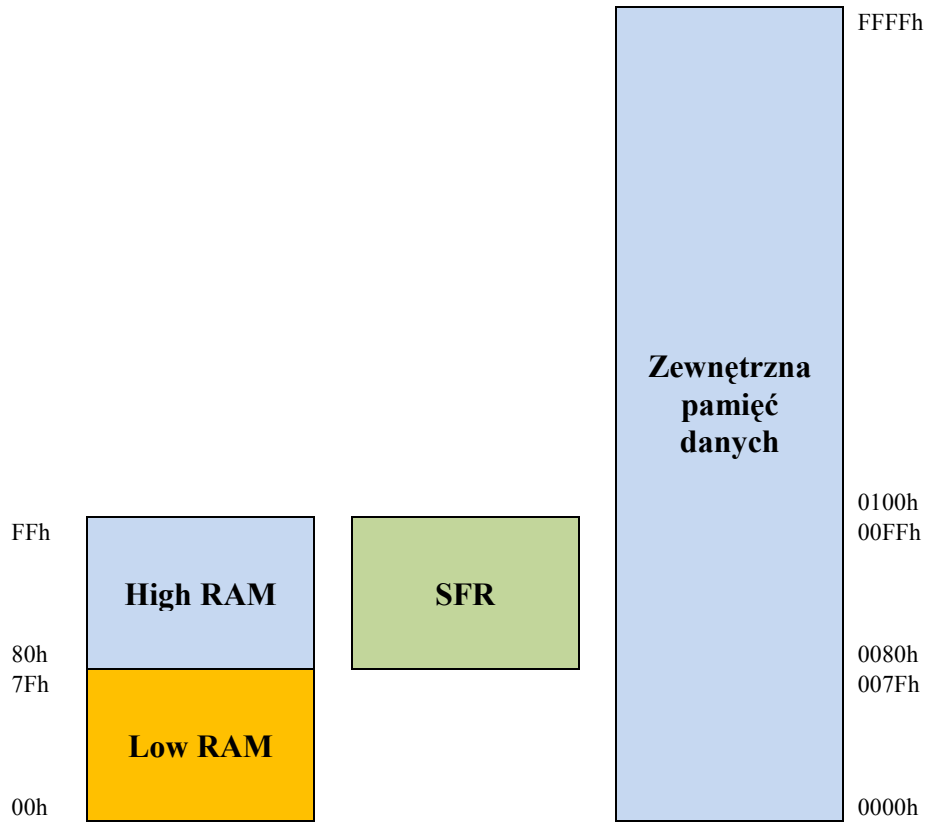 FFFFh
Zewnętrzna
pamięć
danych
0100h
FFh
00FFh
High RAM
SFR
80h
0080h
7Fh
007Fh
Low RAM
00h
0000h